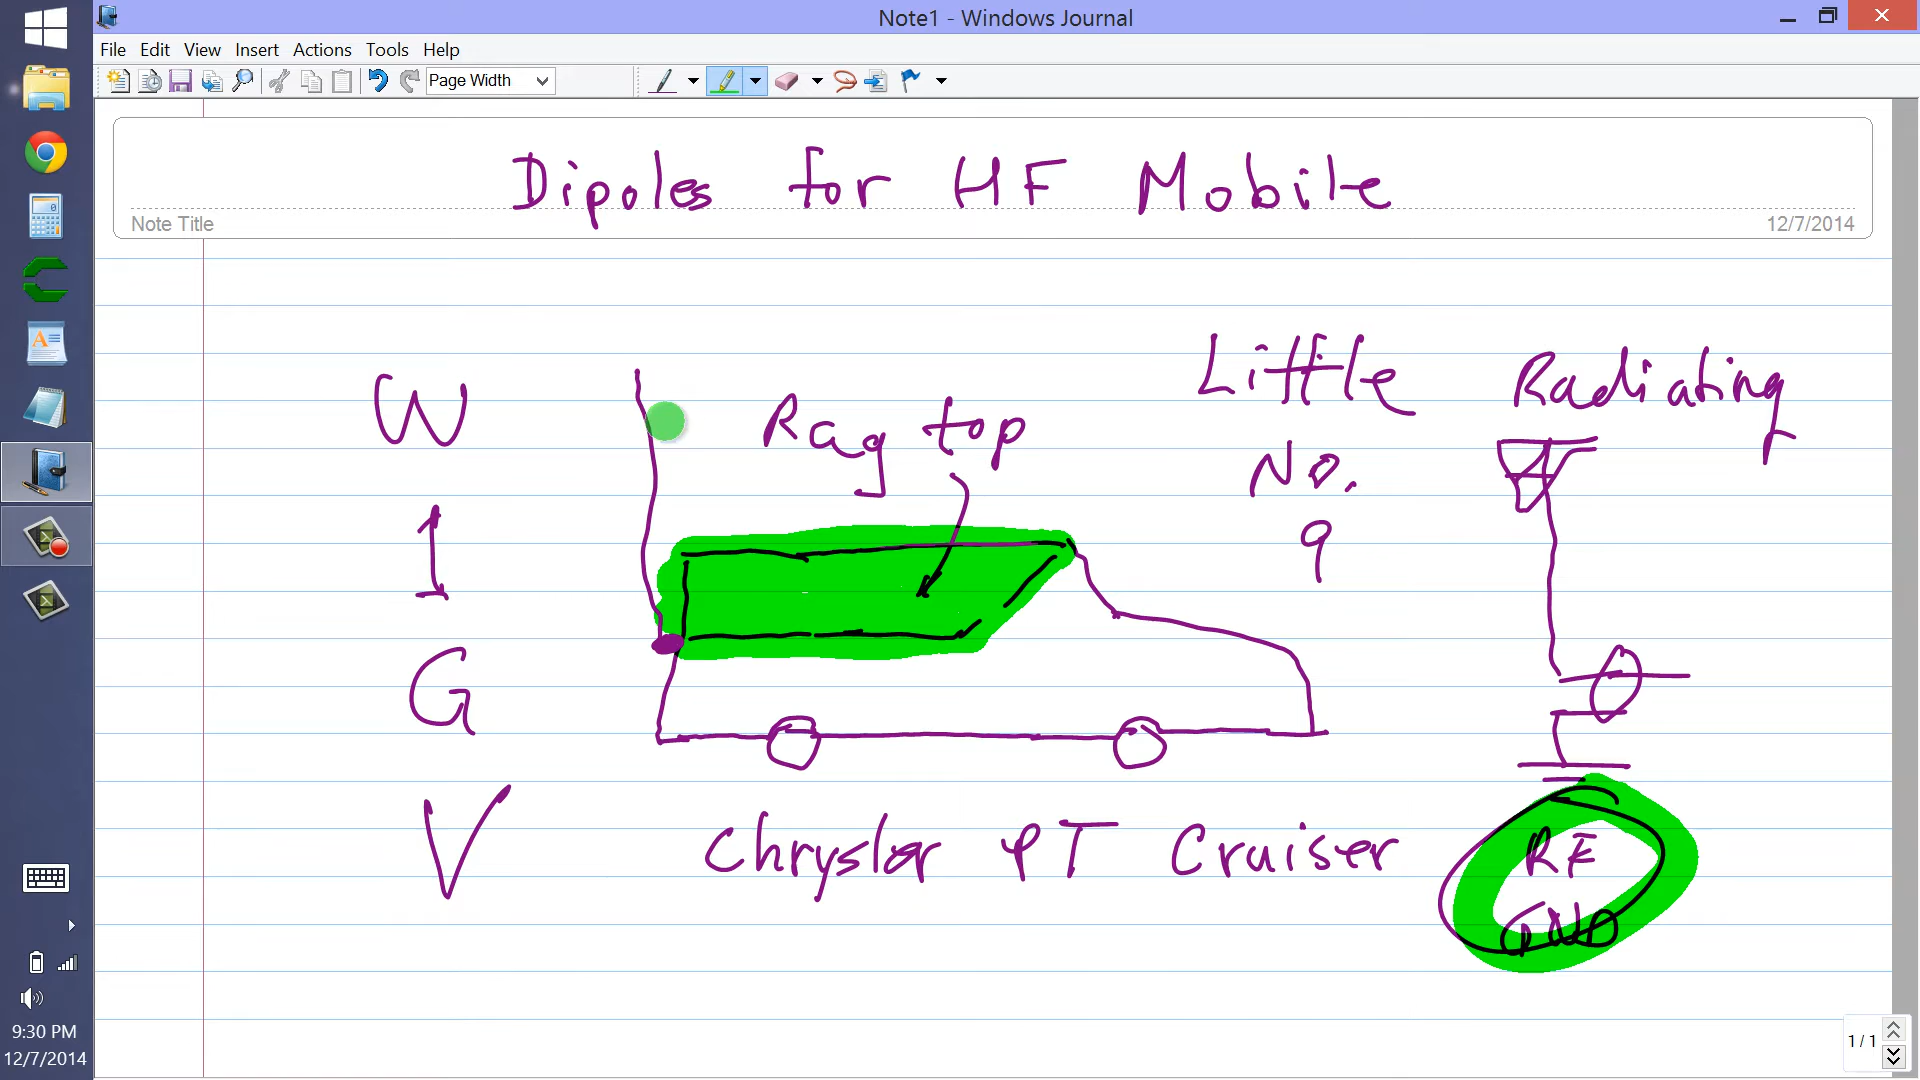 Note1 - Windows Journal
File Edit View Insert Actions Tools Help
Page Width
Dipoles for HF Mobile
Note Title
12/7/2014
W
I
G
V
Rag top
Little
No.
9
Radiating
Chrysler PT Cruiser
RF
GND
1 / 1
9:30 PM
12/7/2014